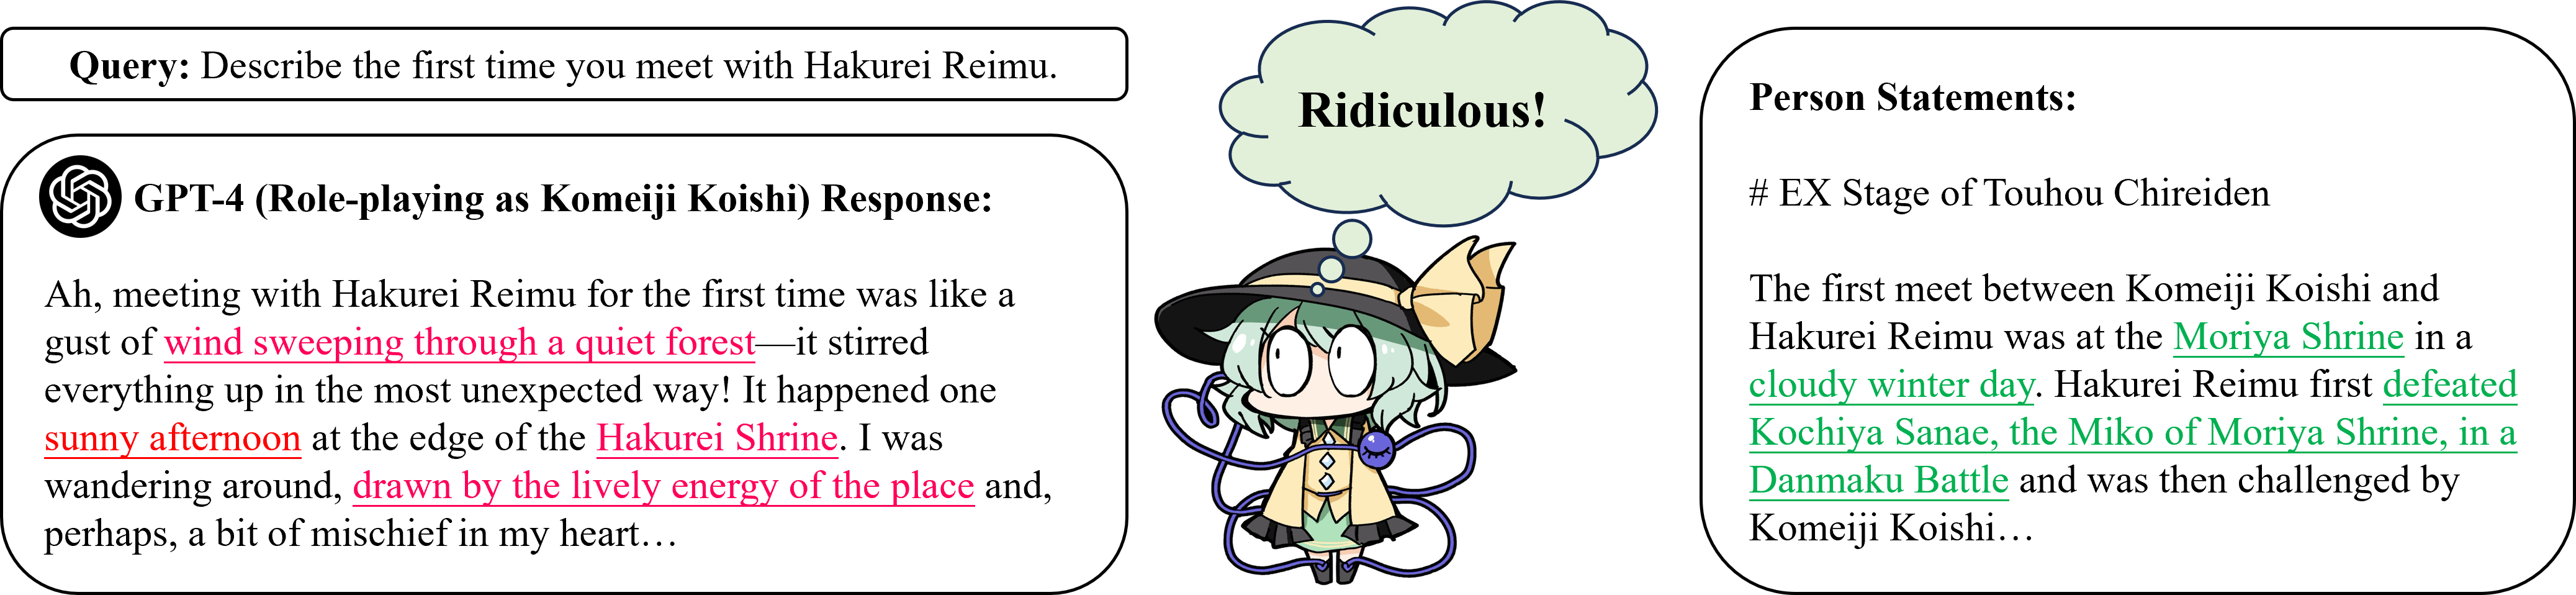 Query: Describe the first time you meet with Hakurei Reimu.
GPT-4 (Role-playing as Komeiji Koishi) Response:
Ah, meeting with Hakurei Reimu for the first time was like a
gust of wind sweeping through a quiet forest—it stirred
everything up in the most unexpected way! It happened one
sunny afternoon at the edge of the Hakurei Shrine. I was
wandering around, drawn by the lively energy of the place and,
perhaps, a bit of mischief in my heart…
Ridiculous!
Person Statements:
# EX Stage of Touhou Chireiden
The first meet between Komeiji Koishi and
Hakurei Reimu was at the Moriya Shrine in a
cloudy winter day. Hakurei Reimu first defeated
Kochiya Sanae, the Miko of Moriya Shrine, in a
Danmaku Battle and was then challenged by
Komeiji Koishi…